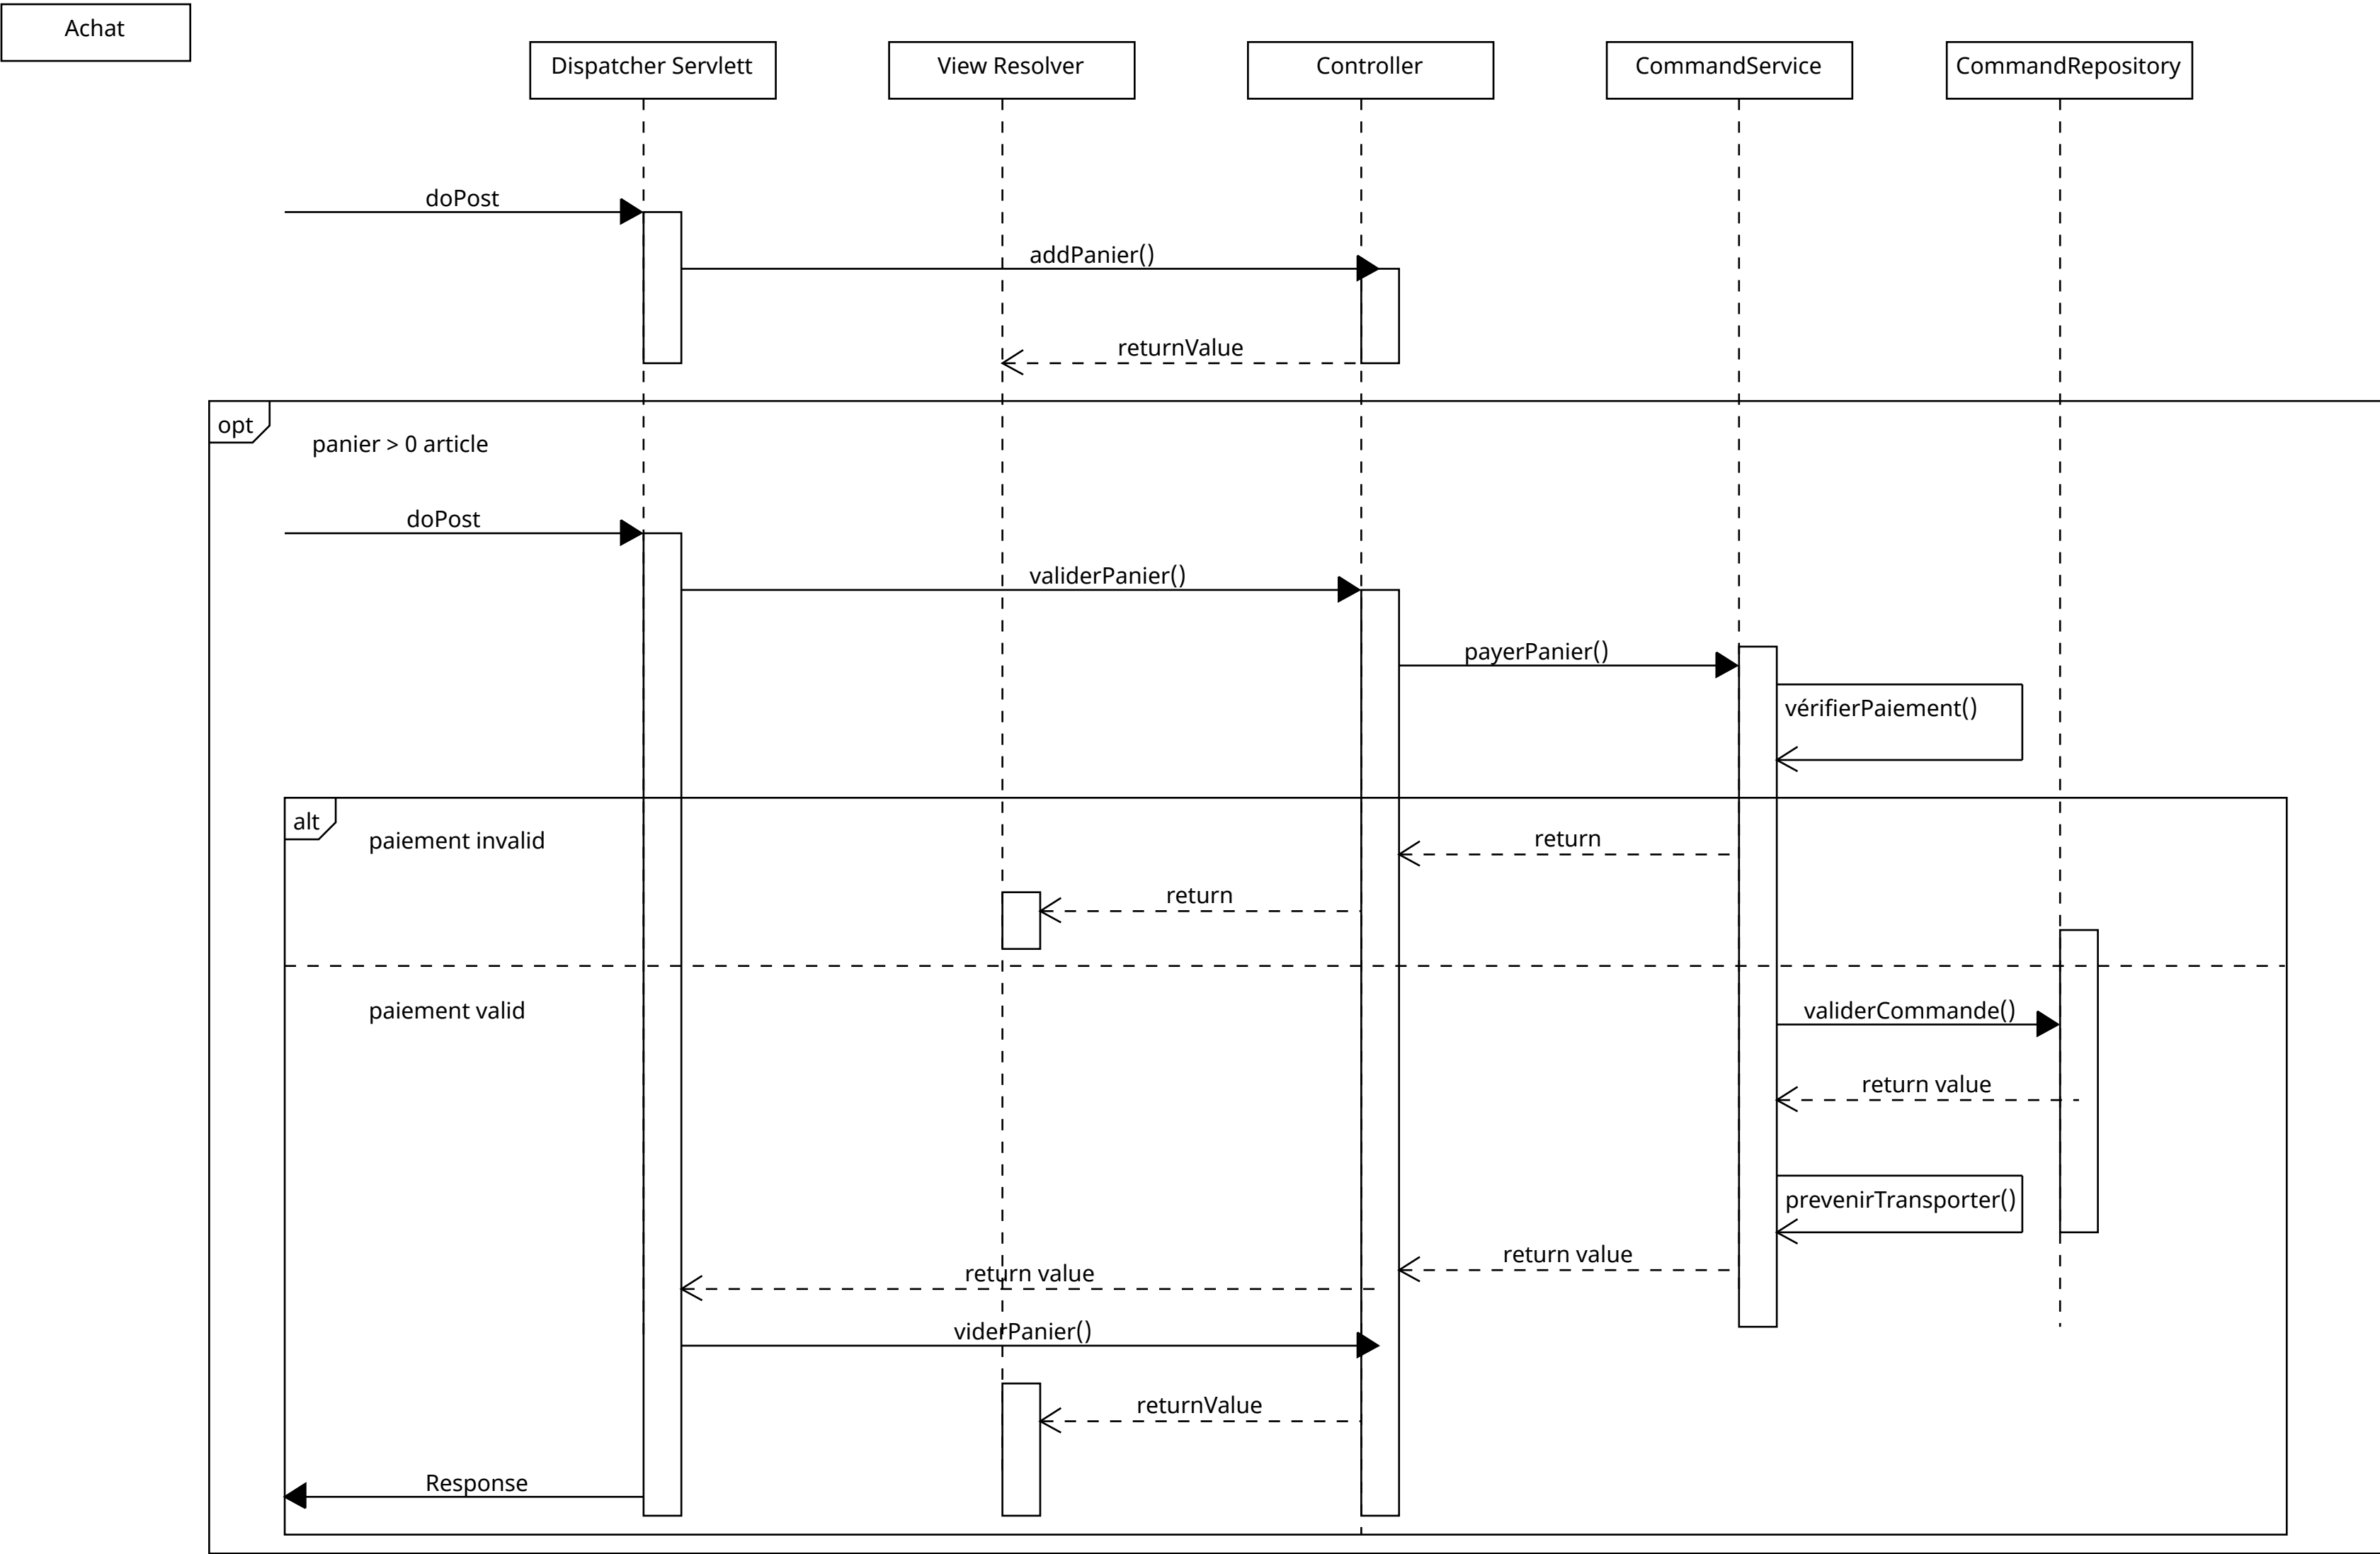 Achat
Dispatcher Servlett
View Resolver
Controller
CommandService
CommandRepository
doPost
addPanier()
returnValue
opt
panier > 0 article
doPost
validerPanier()
payerPanier()
vérifierPaiement()
alt
paiement invalid
return
return
paiement valid
validerCommande()
return value
prevenirTransporter()
return value
return value
viderPanier()
returnValue
Response